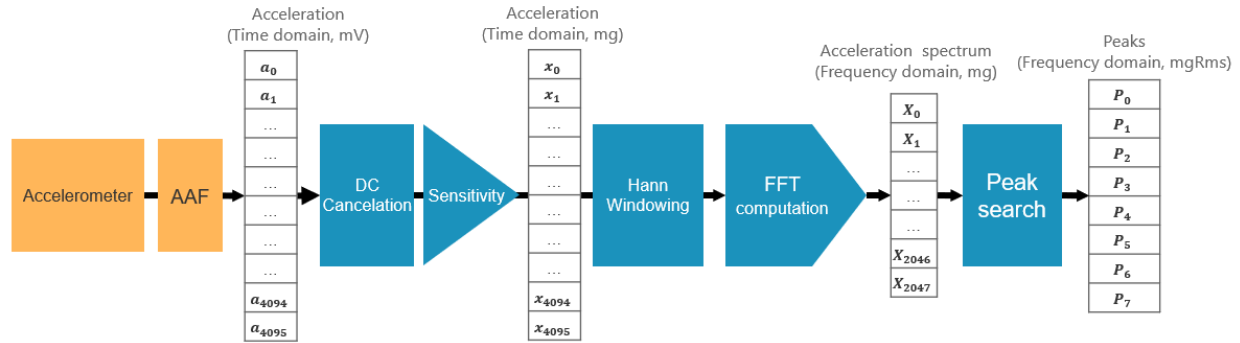 Acceleration
(Time domain, mV)
Acceleration
(Time domain, mg)
Acceleration spectrum
(Frequency domain, mg)
Peaks
(Frequency domain, mgRms)
Accelerometer
AAF
a0
a1
...
...
...
...
...
...
a4094
a4095
DC
Cancelation
Sensitivity
x0
x1
...
...
...
...
...
...
x4094
x4095
Hann
Windowing
FFT
computation
X0
X1
...
...
...
X2046
X2047
Peak
search
P0
P1
P2
P3
P4
P5
P6
P7